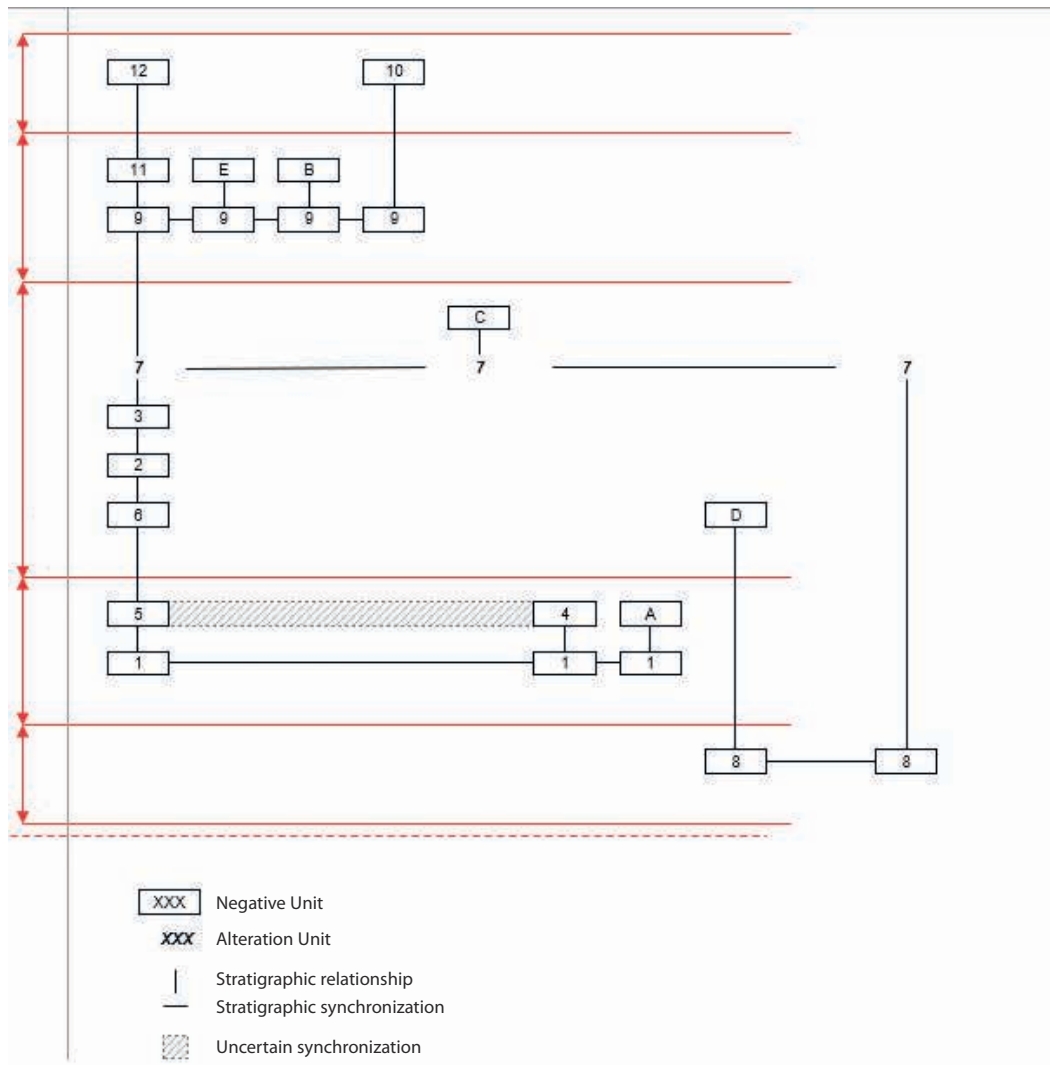 12 10
11 E B
9 9 9 9
C
7 7 7
3
2
6 D
5 4 A
1 1 1
8 8
XXX Negative Unit
XXX Alteration Unit
Stratigraphic relationship
Stratigraphic synchronization
Uncertain synchronization